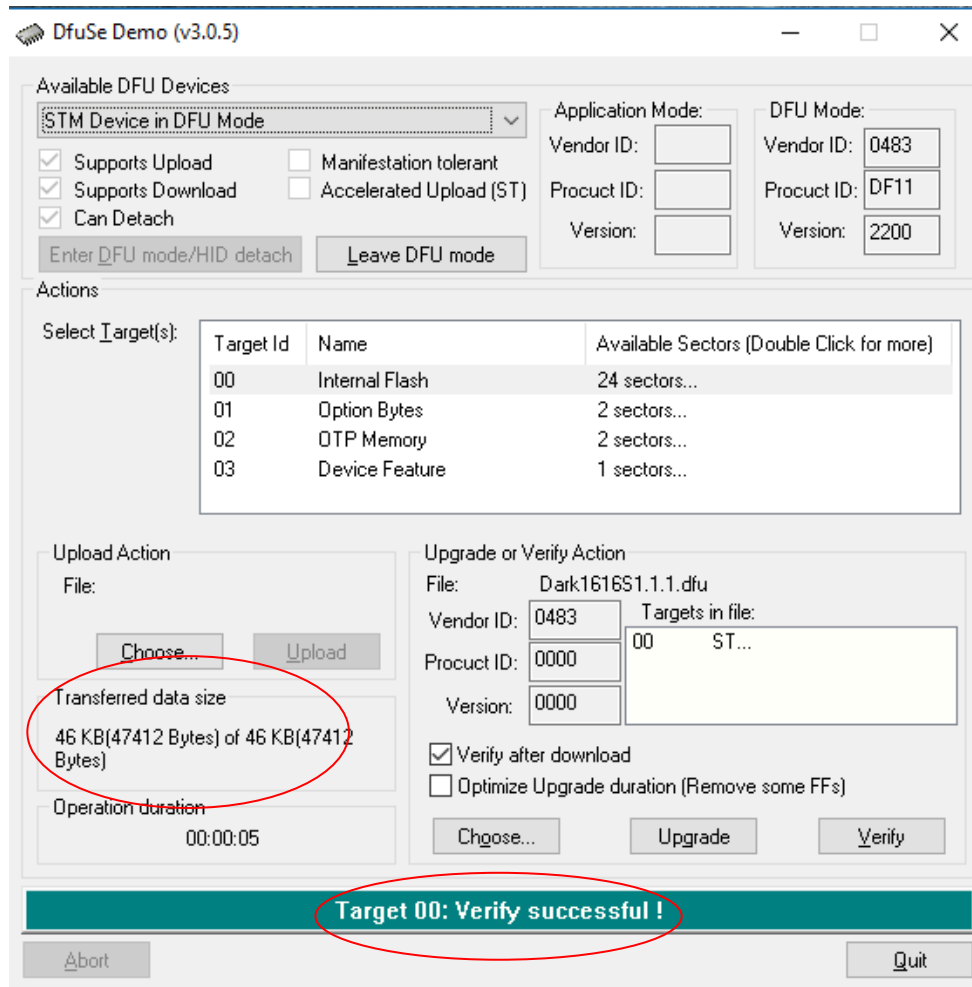 DfuSe Demo (v3.0.5)
Available DFU Devices
STM Device in DFU Mode
Supports Upload
Manifestation tolerant
Supports Download
Accelerated Upload (ST)
Can Detach
Enter DFU mode/HID detach
Leave DFU mode
Application Mode:
Vendor ID:
Procuct ID:
Version:
DFU Mode:
Vendor ID: 0483
Procuct ID: DF11
Version: 2200
Actions
Select Target(s):
Target Id Name Available Sectors (Double Click for more)
00 Internal Flash 24 sectors...
01 Option Bytes 2 sectors...
02 OTP Memory 2 sectors...
03 Device Feature 1 sectors...
Upload Action
File:
Choose... Upload
Transferred data size
46 KB(47412 Bytes) of 46 KB(47412
Bytes)
Operation duration
00:00:05
Upgrade or Verify Action
File: Dark1616S1.1.1.dfu
Vendor ID: 0483
Procuct ID: 0000
Version: 0000
Targets in file:
00 ST...
Verify after download
Optimize Upgrade duration (Remove some FFs)
Choose... Upgrade Verify
Target 00: Verify successful !
Abort Quit